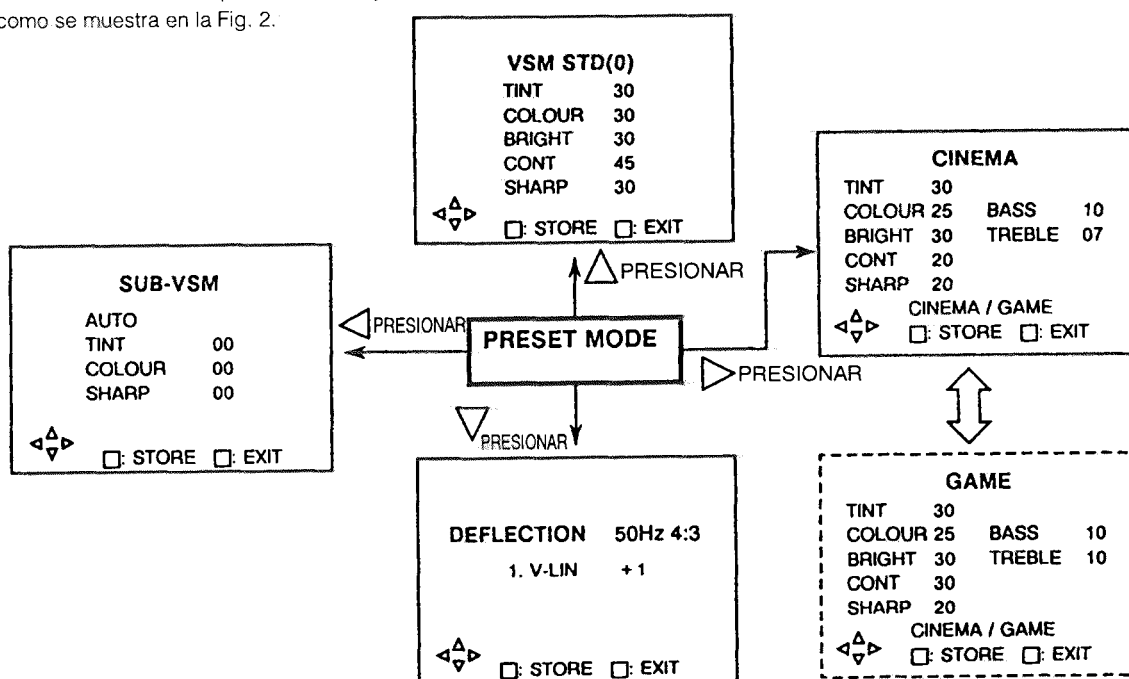 como se muestra en la Fig. 2.
VSM STD(0)
TINT 30
COLOUR 30
BRIGHT 30
CONT 45
SHARP 30
□: STORE □: EXIT
PRESIONAR
SUB-VSM
AUTO
TINT 00
COLOUR 00
SHARP 00
□: STORE □: EXIT
PRESIONAR
PRESET MODE
PRESIONAR
CINEMA
TINT 30
COLOUR 25 BASS 10
BRIGHT 30 TREBLE 07
CONT 20
SHARP 20
CINEMA / GAME
□: STORE □: EXIT
PRESIONAR
DEFLECTION 50Hz 4:3
1. V-LIN +1
□: STORE □: EXIT
GAME
TINT 30
COLOUR 25 BASS 10
BRIGHT 30 TREBLE 10
CONT 30
SHARP 20
CINEMA / GAME
□: STORE □: EXIT